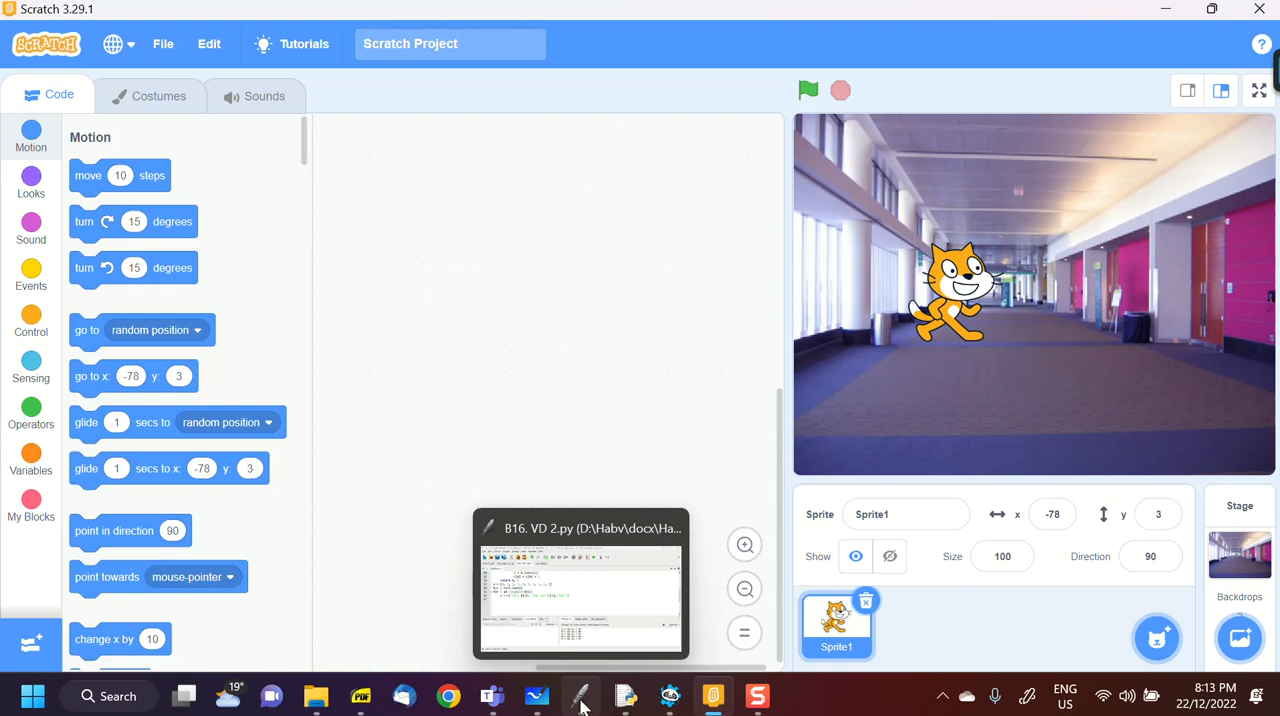 Scratch 3.29.1
SCRATCH File Edit Tutorials Scratch Project ?
Code Costumes Sounds
Motion
Looks
Sound
Events
Control
Sensing
Operators
Variables
My Blocks
Motion
move 10 steps
turn 15 degrees
turn 15 degrees
go to random position
go to x: -78 y: 3
glide 1 secs to random position
glide 1 secs to x: -78 y: 3
point in direction 90
point towards mouse-pointer
change x by 10
B16. VD 2.py (D:\Habv\docx\Ha...
Sprite Sprite1 x -78 y 3
Show Size 100 Direction 90
Sprite1
Stage
Backdrops
Search 19° PDF S ENG US 8:13 PM 22/12/2022